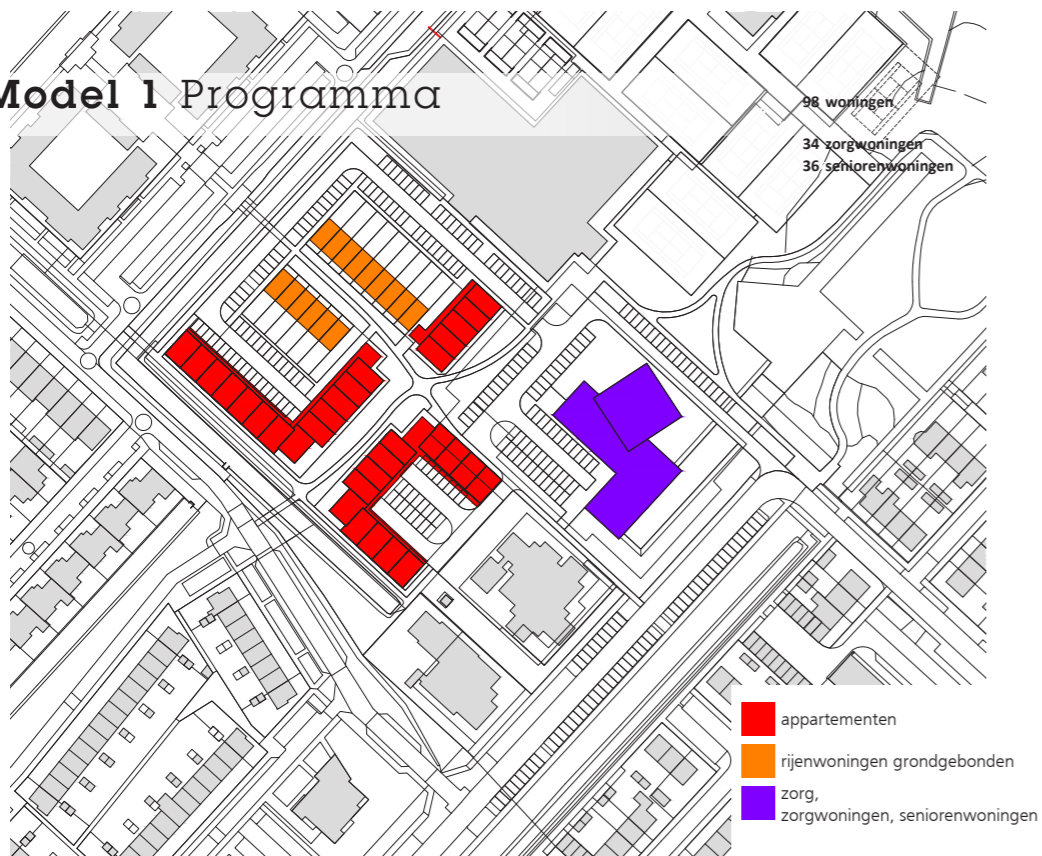 Model 1 Programma
98 woningen
34 zorgwoningen
36 seniorenwoningen
appartementen
rijenwoningen grondgebonden
zorg,
zorgwoningen, seniorenwoningen